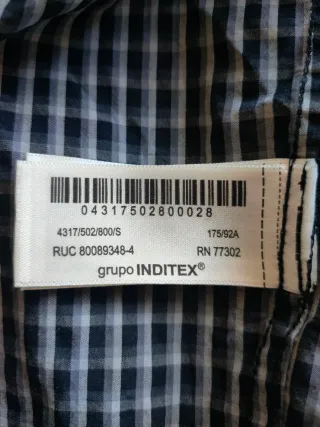 04317502800028
4317/502/800/S 175/92A
RUC 80089348-4 RN 77302
grupo INDITEX®